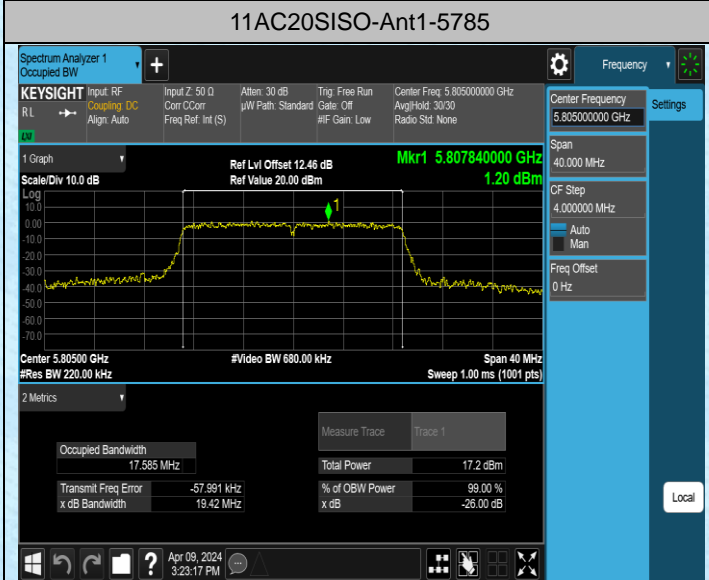 11AC20SISO-Ant1-5785
Spectrum Analyzer 1
Occupied BW
Frequency
KEYSIGHT
RL
LXI
Input: RF
Coupling: DC
Align: Auto
Input Z: 50 Ω
Corr CCorr
Freq Ref: Int (S)
Atten: 30 dB
µW Path: Standard
Trig: Free Run
Gate: Off
#IF Gain: Low
Center Freq: 5.805000000 GHz
Avg|Hold: 30/30
Radio Std: None
Center Frequency
5.805000000 GHz
Settings
Span
40.000 MHz
CF Step
4.000000 MHz
Auto
Man
Freq Offset
0 Hz
1 Graph
Scale/Div 10.0 dB
Ref Lvl Offset 12.46 dB
Ref Value 20.00 dBm
Mkr1 5.807840000 GHz
1.20 dBm
Log
10.0
0.00
-10.0
-20.0
-30.0
-40.0
-50.0
-60.0
-70.0
1
Center 5.80500 GHz
#Video BW 680.00 kHz
Span 40 MHz
#Res BW 220.00 kHz
Sweep 1.00 ms (1001 pts)
2 Metrics
Measure Trace Trace 1
Occupied Bandwidth
17.585 MHz
Total Power 17.2 dBm
Transmit Freq Error -57.991 kHz
% of OBW Power 99.00 %
x dB Bandwidth 19.42 MHz
x dB -26.00 dB
Local
?
Apr 09, 2024
3:23:17 PM